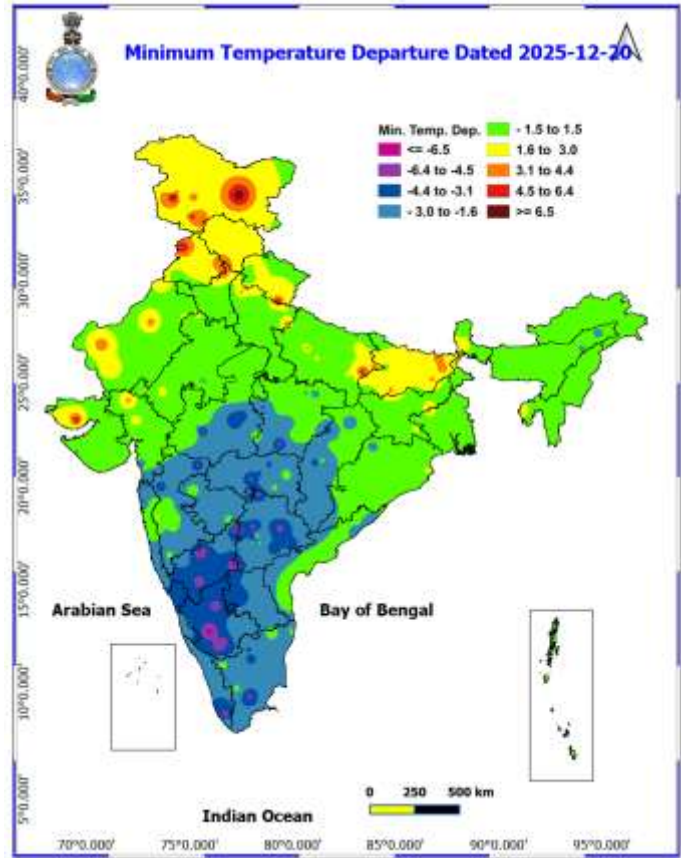 Minimum Temperature Departure Dated 2025-12-20
Min. Temp. Dep.
<= -6.5
-6.4 to -4.5
-4.4 to -3.1
- 3.0 to -1.6
- 1.5 to 1.5
1.6 to 3.0
3.1 to 4.4
4.5 to 6.4
>= 6.5
40°0.000'
35°0.000'
30°0.000'
25°0.000'
20°0.000'
15°0.000'
10°0.000'
5°0.000'
Arabian Sea
Bay of Bengal
0 250 500 km
Indian Ocean
70°0.000' 75°0.000' 80°0.000' 85°0.000' 90°0.000' 95°0.000'